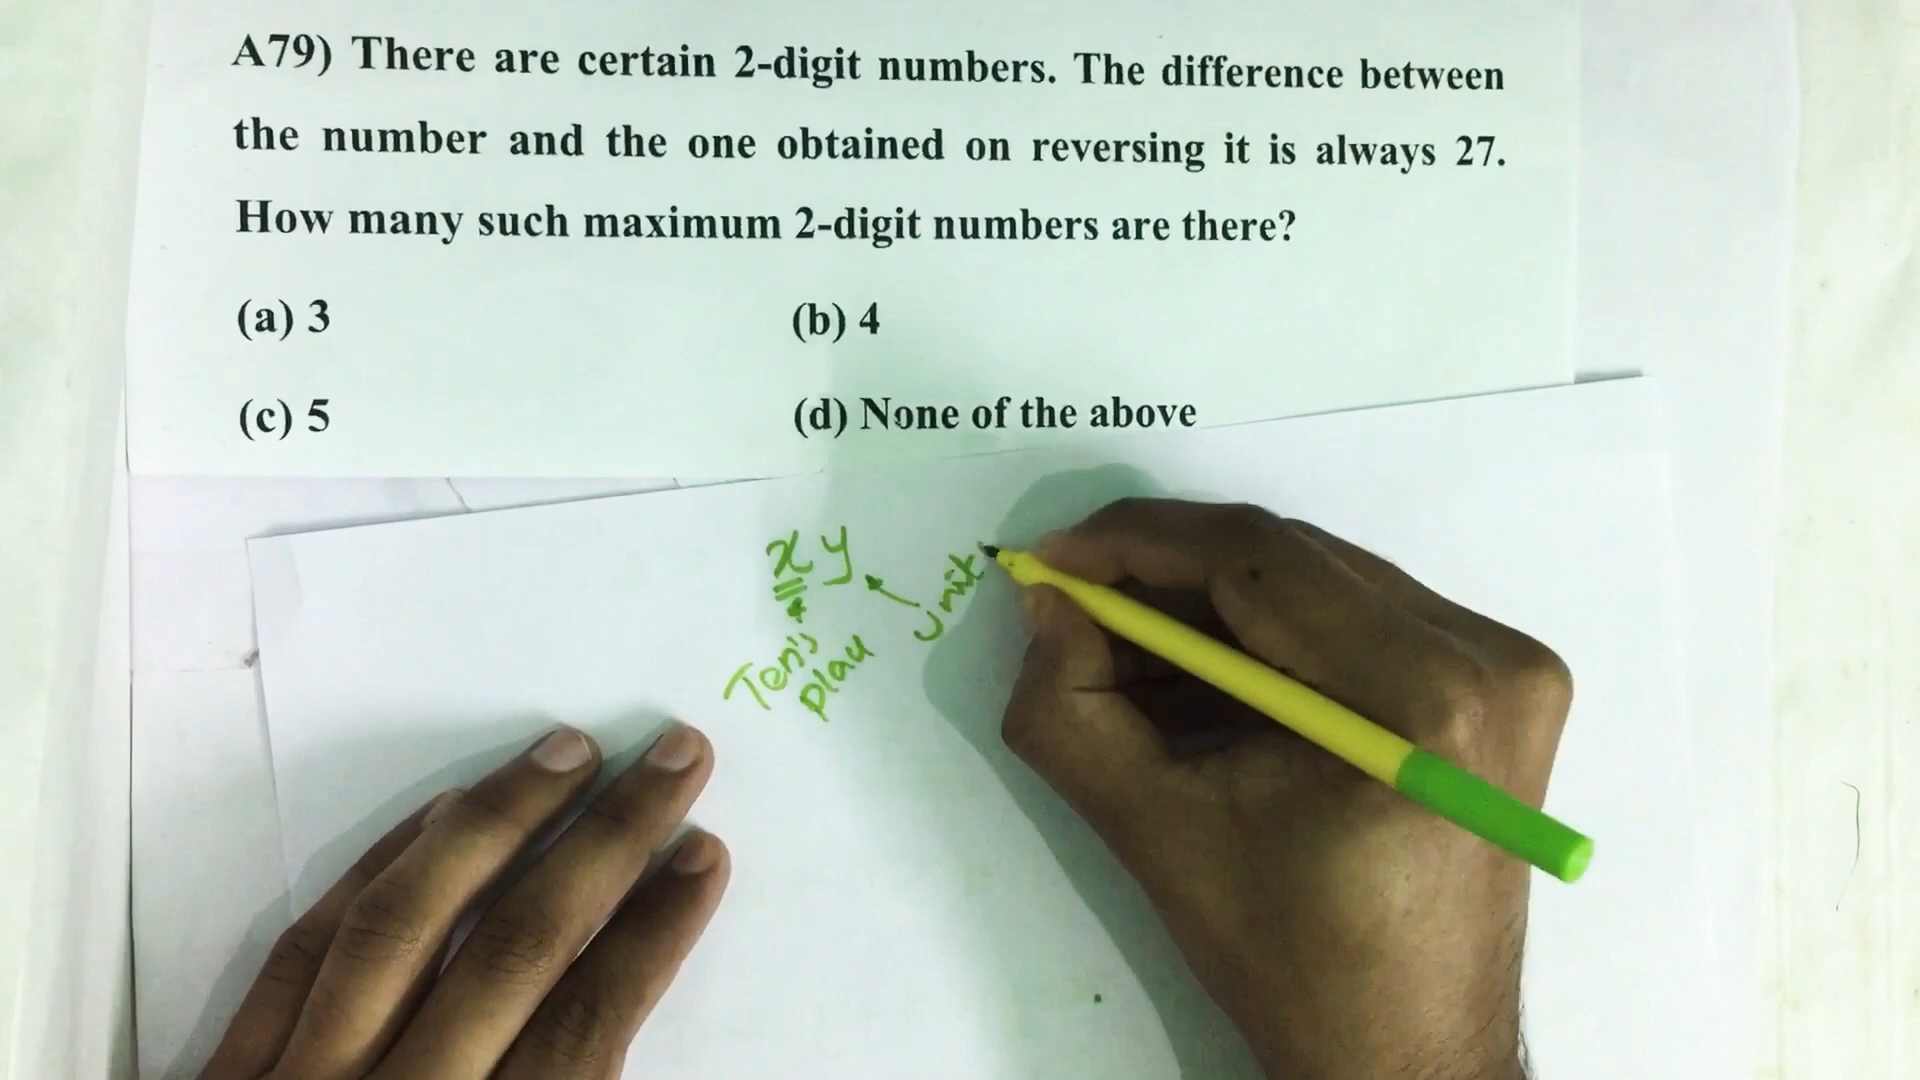 A79) There are certain 2-digit numbers. The difference between
the number and the one obtained on reversing it is always 27.
How many such maximum 2-digit numbers are there?
(a) 3 (b) 4
(c) 5 (d) None of the above
x y
Ten's
place
Unit